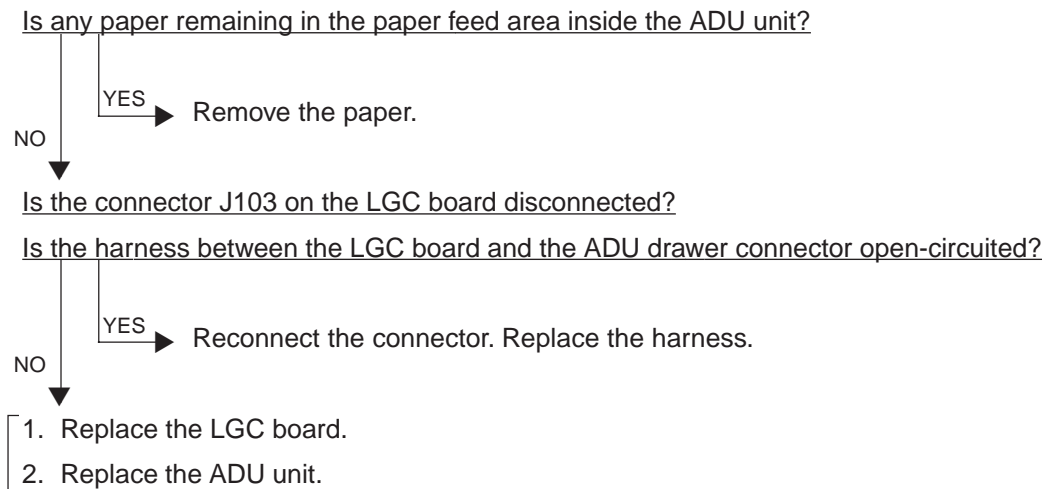 Is any paper remaining in the paper feed area inside the ADU unit?
YES
Remove the paper.
NO
Is the connector J103 on the LGC board disconnected?
Is the harness between the LGC board and the ADU drawer connector open-circuited?
YES
Reconnect the connector. Replace the harness.
NO
1. Replace the LGC board.
2. Replace the ADU unit.